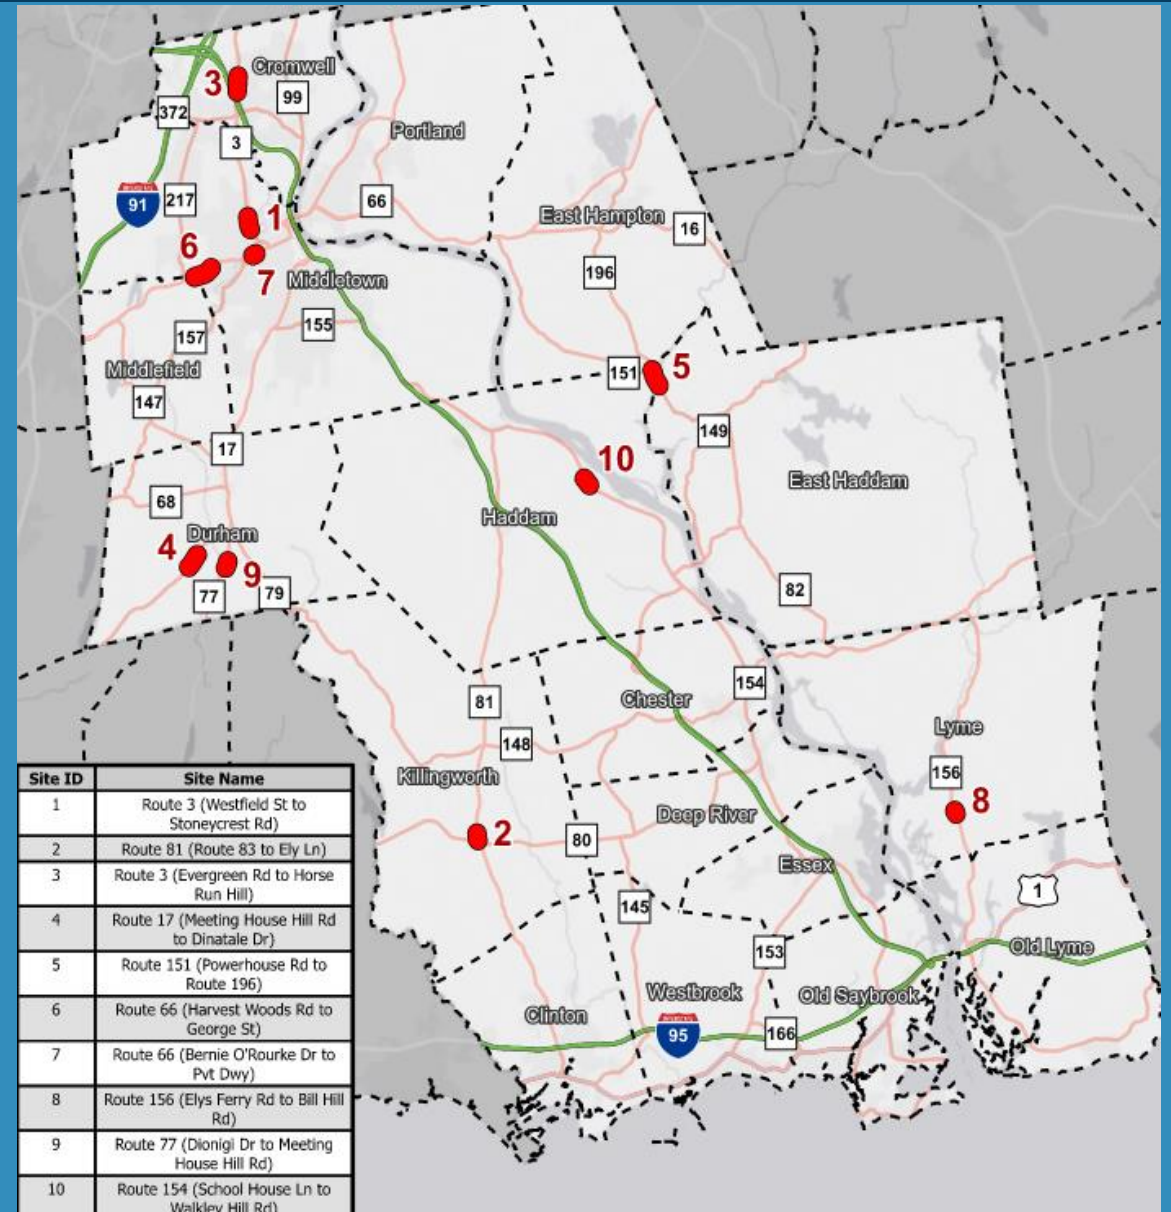 Cromwell
3
99
372
Portland
3
91
217
66
1
East Hampton
16
6
7
196
Middletown
155
157
Middlefield
151
5
147
149
17
10
East Haddam
68
Haddam
Durham
4
9
77
79
82
154
Chester
81
Lyme
148
156
Killingworth
8
Deep River
2
80
Essex
1
145
153
Old Lyme
Westbrook
Old Saybrook
Clinton
95
166
Site ID Site Name
1 Route 3 (Westfield St to
Stoneycrest Rd)
2 Route 81 (Route 83 to Ely Ln)
3 Route 3 (Evergreen Rd to Horse
Run Hill)
4 Route 17 (Meeting House Hill Rd
to Dinatale Dr)
5 Route 151 (Powerhouse Rd to
Route 196)
6 Route 66 (Harvest Woods Rd to
George St)
7 Route 66 (Bernie O'Rourke Dr to
Pvt Dwy)
8 Route 156 (Elys Ferry Rd to Bill Hill
Rd)
9 Route 77 (Dionigi Dr to Meeting
House Hill Rd)
10 Route 154 (School House Ln to
Walkley Hill Rd)